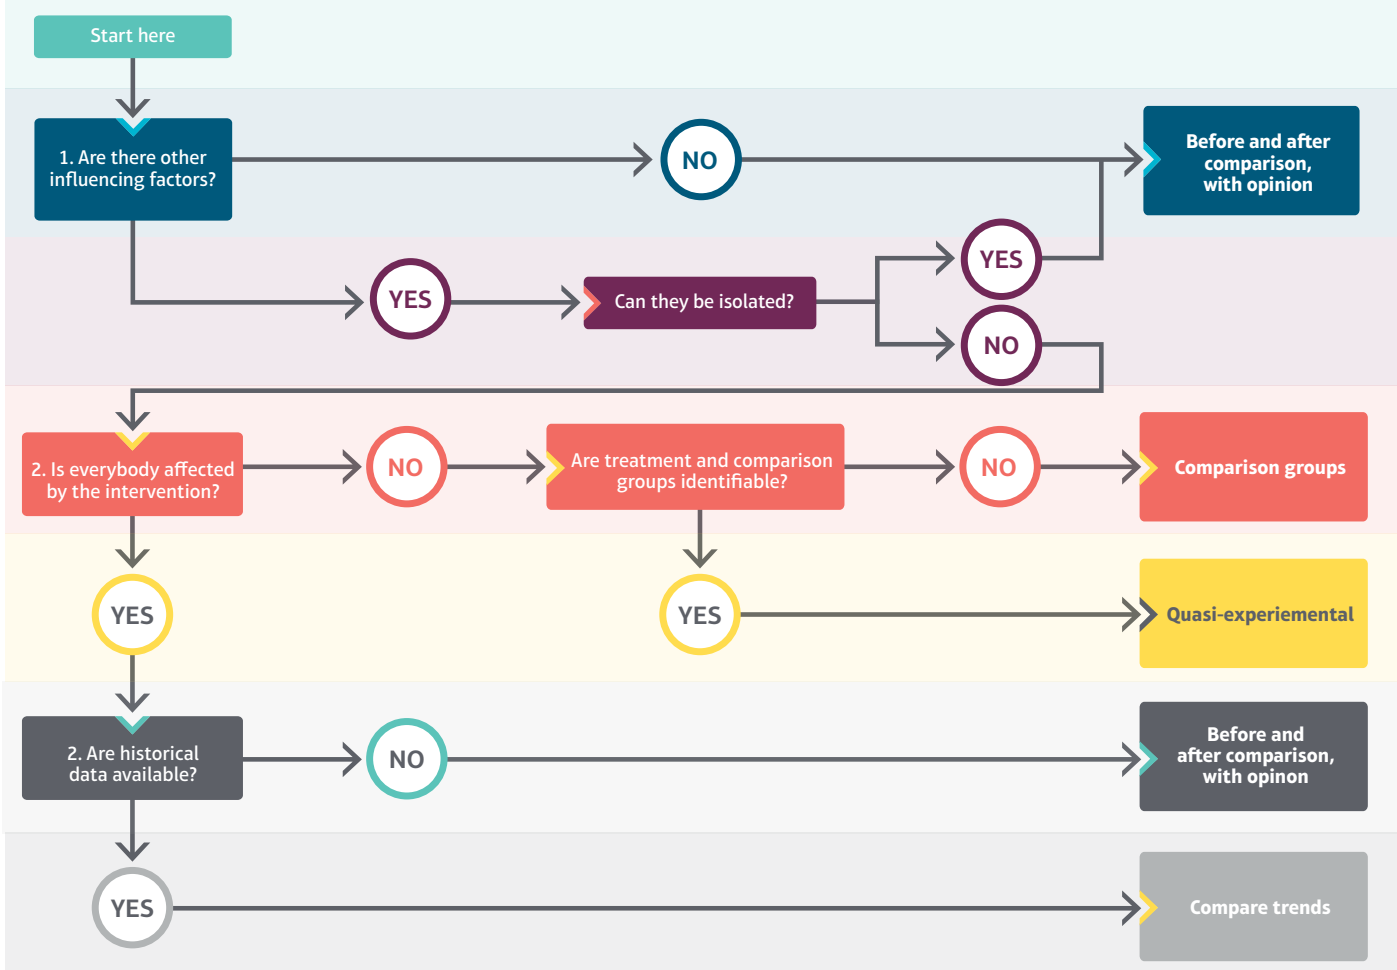 Start here
1. Are there other
influencing factors?
NO
Before and after
comparison,
with opinion
YES
Can they be isolated?
YES
NO
2. Is everybody affected
by the intervention?
NO
Are treatment and comparison
groups identifiable?
NO
Comparison groups
YES
YES
Quasi-experiemental
2. Are historical
data available?
NO
Before and
after comparison,
with opinon
YES
Compare trends